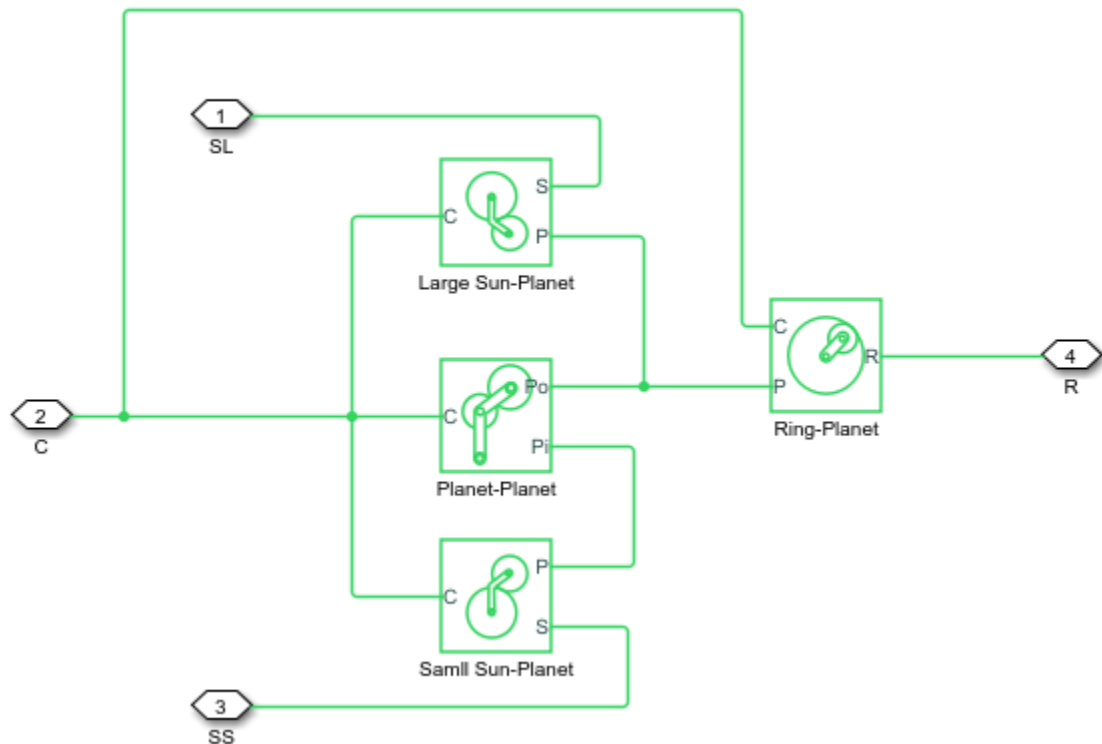 1
SL
S
C
P
Large Sun-Planet
C
P
R
4
R
Ring-Planet
2
C
C
Po
Pi
Planet-Planet
P
C
S
Samll Sun-Planet
3
SS